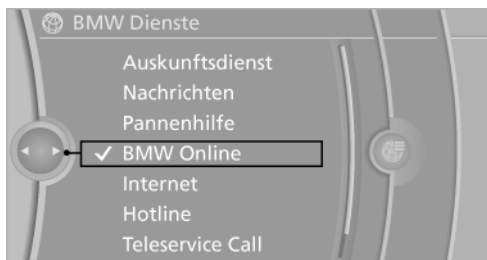 BMW Dienste
Auskunftsdienst
Nachrichten
Pannenhilfe
BMW Online
Internet
Hotline
Teleservice Call